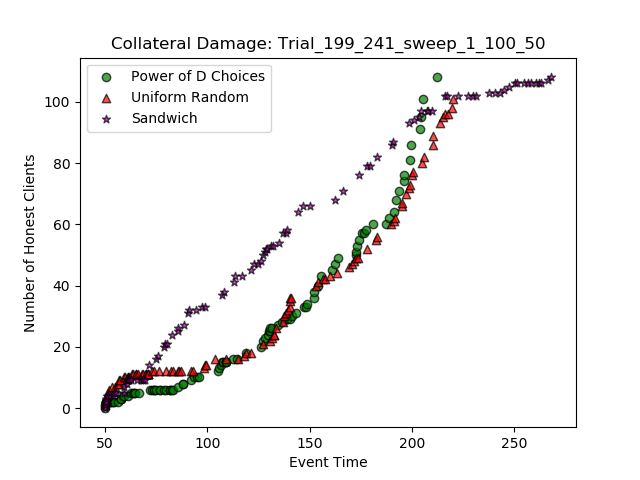 Collateral Damage: Trial_199_241_sweep_1_100_50
Power of D Choices
Uniform Random
Sandwich
Number of Honest Clients
100
80
60
40
20
0
50
100
150
200
250
Event Time